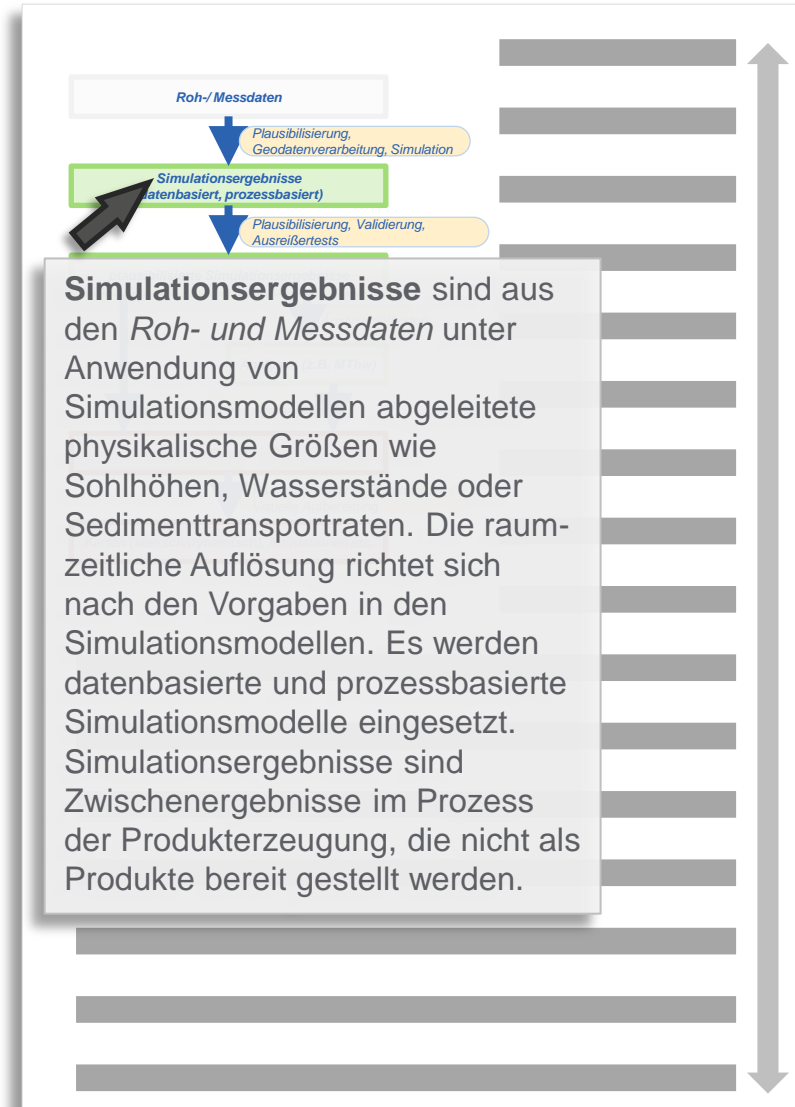 Roh-/ Messdaten
Plausibilisierung,
Geodatenverarbeitung, Simulation
Simulationsergebnisse
datenbasiert, prozessbasiert)
Plausibilisierung, Validierung,
Ausreißertests
Simulationsergebnisse sind aus
den Roh- und Messdaten unter
Anwendung von
Simulationsmodellen abgeleitete
physikalische Größen wie
Sohlhöhen, Wasserstände oder
Sedimenttransportraten. Die raum-
zeitliche Auflösung richtet sich
nach den Vorgaben in den
Simulationsmodellen. Es werden
datenbasierte und prozessbasierte
Simulationsmodelle eingesetzt.
Simulationsergebnisse sind
Zwischenergebnisse im Prozess
der Produkterzeugung, die nicht als
Produkte bereit gestellt werden.